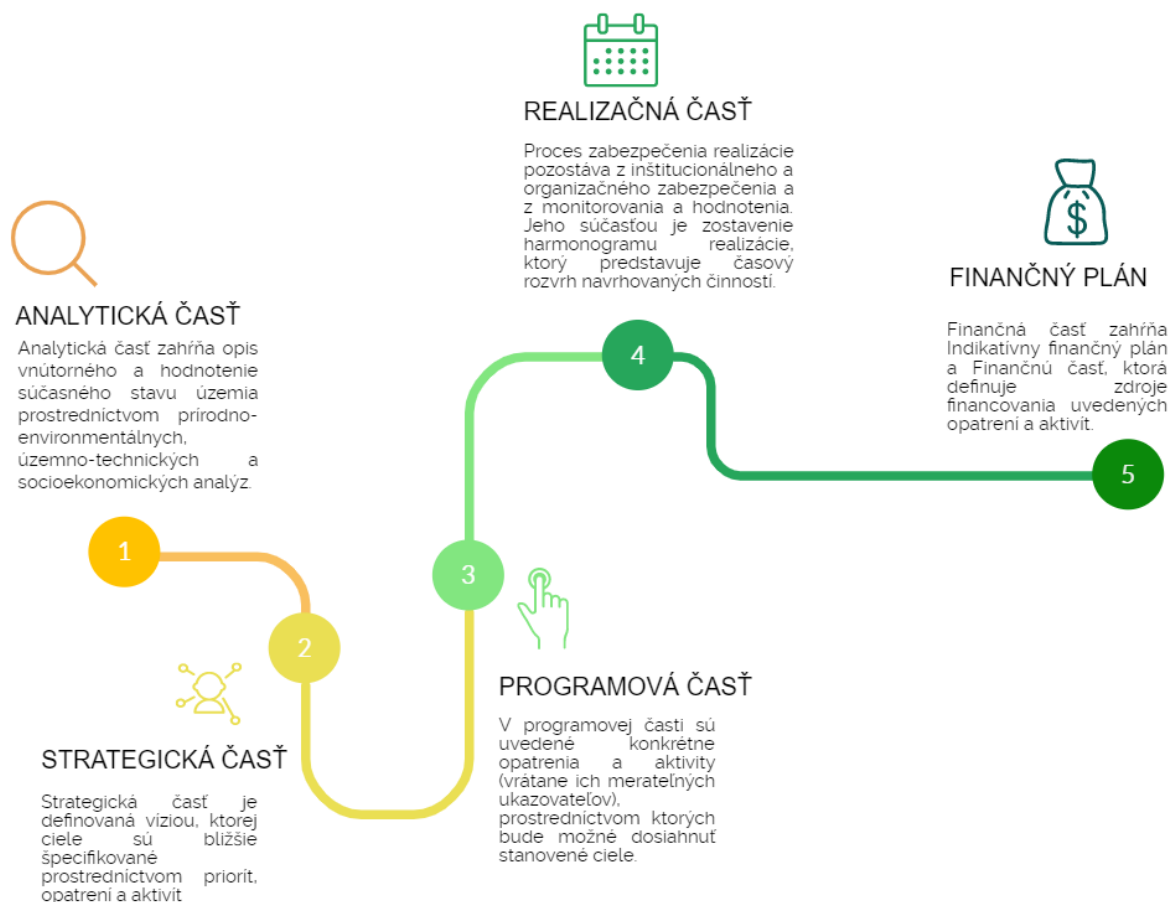 ANALYTICKÁ ČASŤ
Analytická časť zahŕňa opis
vnútorného a hodnotenie
súčasného stavu územia
prostredníctvom prírodno-
environmentálnych,
územno-technických a
socioekonomických analýz.
1
2
STRATEGICKÁ ČASŤ
Strategická časť je
definovaná víziou, ktorej
ciele sú bližšie
špecifikované
prostredníctvom priorít,
opatrení a aktivít
3
PROGRAMOVÁ ČASŤ
V programovej časti sú
uvedené konkrétne
opatrenia a aktivity
(vrátane ich merateľných
ukazovateľov),
prostredníctvom ktorých
bude možné dosiahnuť
stanovené ciele.
REALIZAČNÁ ČASŤ
Proces zabezpečenia realizácie
pozostáva z inštitucionálneho a
organizačného zabezpečenia a
z monitorovania a hodnotenia.
Jeho súčasťou je zostavenie
harmonogramu realizácie,
ktorý predstavuje časový
rozvrh navrhovaných činností.
4
$
FINANČNÝ PLÁN
Finančná časť zahŕňa
Indikatívny finančný plán
a Finančnú časť, ktorá
definuje zdroje
financovania uvedených
opatrení a aktivít.
5